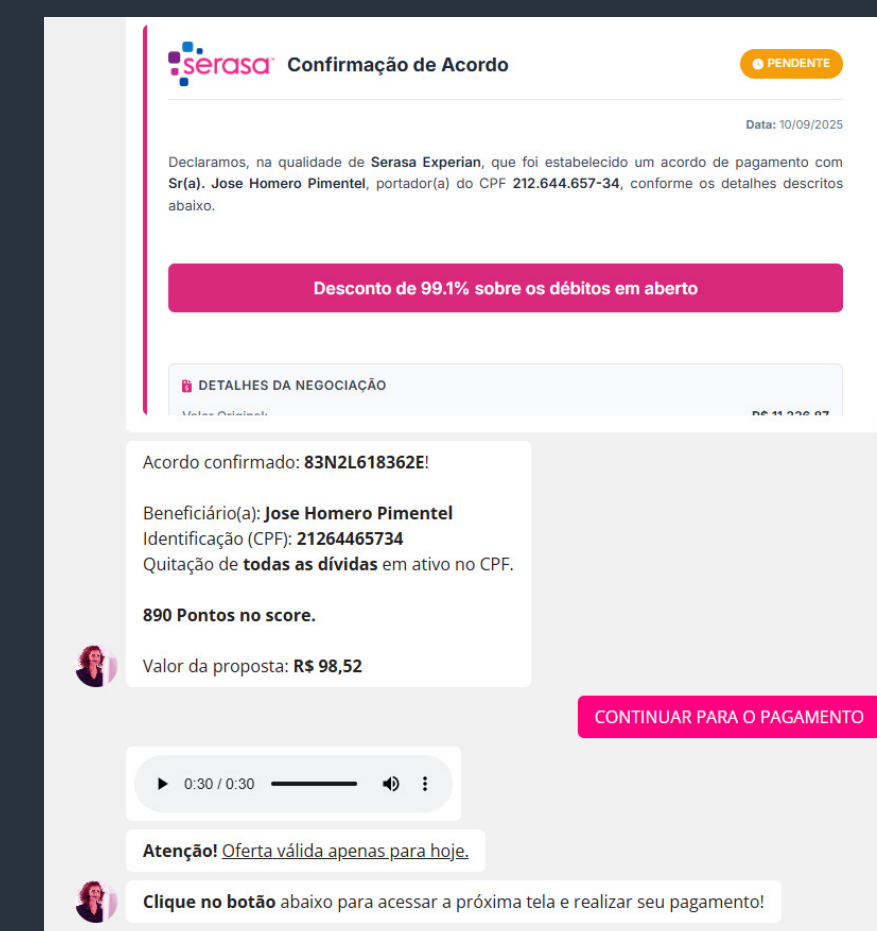 serasa Confirmação de Acordo PENDENTE
Data: 10/09/2025
Declaramos, na qualidade de Serasa Experian, que foi estabelecido um acordo de pagamento com
Sr(a). Jose Homero Pimentel, portador(a) do CPF 212.644.657-34, conforme os detalhes descritos
abaixo.
Desconto de 99.1% sobre os débitos em aberto
DETALHES DA NEGOCIAÇÃO
Valor Original:
Acordo confirmado: 83N2L618362E!
Beneficiário(a): Jose Homero Pimentel
Identificação (CPF): 21264465734
Quitação de todas as dívidas em ativo no CPF.
890 Pontos no score.
Valor da proposta: R$ 98,52
CONTINUAR PARA O PAGAMENTO
0:30 / 0:30
Atenção! Oferta válida apenas para hoje.
Clique no botão abaixo para acessar a próxima tela e realizar seu pagamento!